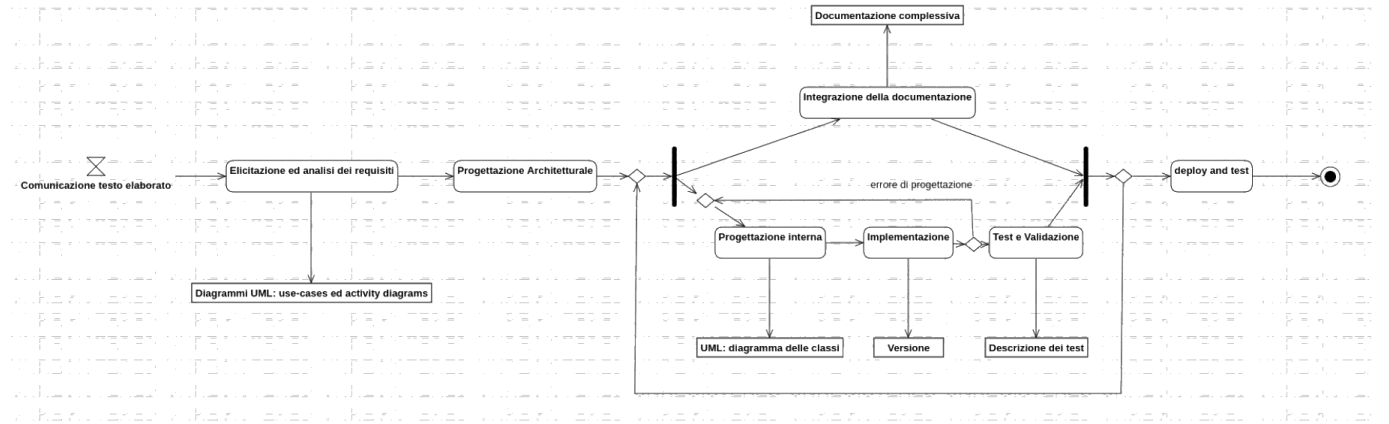 Documentazione complessiva
Integrazione della documentazione
Comunicazione testo elaborato
Elicitazione ed analisi dei requisiti
Progettazione Architetturale
deploy and test
errore di progettazione
Progettazione interna
Implementazione
Test e Validazione
Diagrammi UML: use-cases ed activity diagrams
UML: diagramma delle classi
Versione
Descrizione dei test